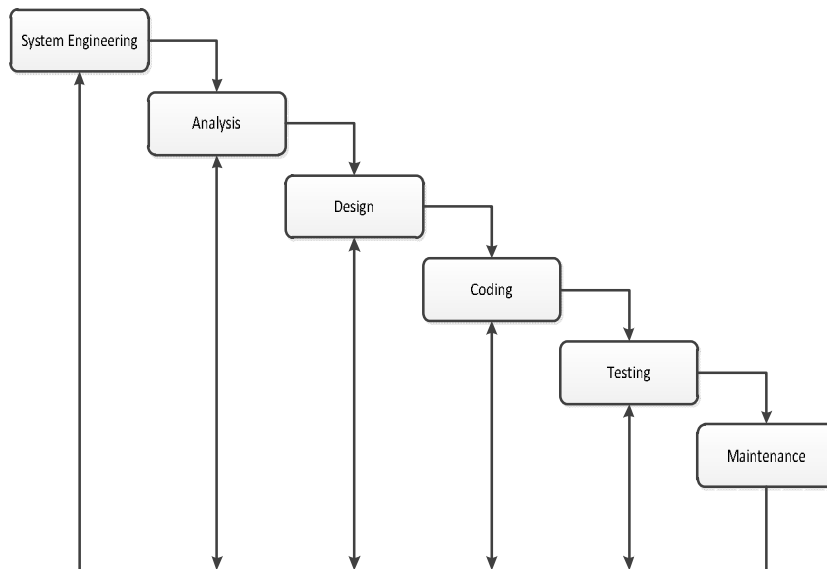 System Engineering
Analysis
Design
Coding
Testing
Maintenance